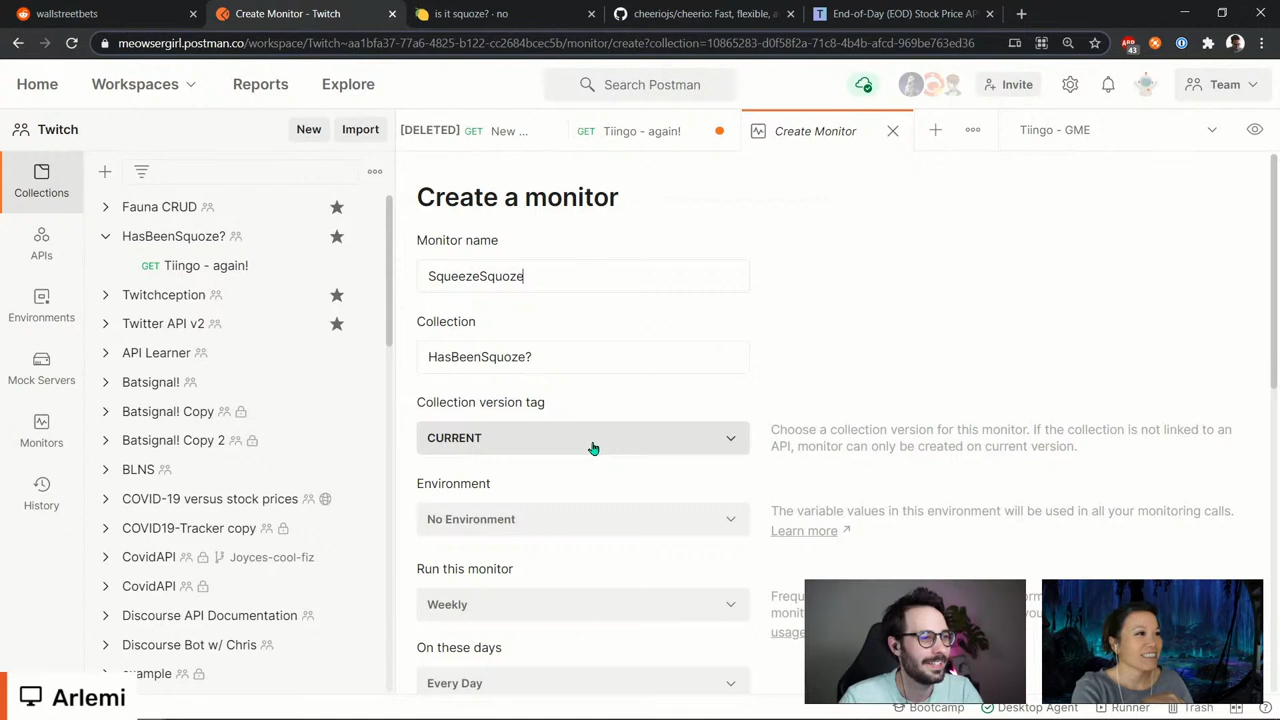 wallstreetbets
Create Monitor
is it squoze? · no
cheeriojs/cheerio: Fast, flexible, a
End-of-Day (EOD) Stock Price AP
meowsergirl.postman.co/workspace/Twitch~aa1bfa37-77a6-4825-b122-cc2684bcec5b/monitor/create?collection=10865283-d0f58f2a-71c8-4b4b-afcd-969be763ed36
43
Home
Workspaces
Reports
Explore
Search Postman
Invite
Team
Twitch
New
Import
[DELETED] GET New ...
GET Tiingo - again!
Create Monitor
Tiingo - GME
Collections
APIs
Environments
Mock Servers
Monitors
History
Fauna CRUD
HasBeenSquoze?
GET Tiingo - again!
Twitchception
Twitter API v2
API Learner
Batsignal!
Batsignal! Copy
Batsignal! Copy 2
BLNS
COVID-19 versus stock prices
COVID19-Tracker copy
CovidAPI Joyces-cool-fiz
CovidAPI
Discourse API Documentation
Discourse Bot w/ Chris
example
Create a monitor
Monitor name
SqueezeSquoze
Collection
HasBeenSquoze?
Collection version tag
CURRENT
Choose a collection version for this monitor. If the collection is not linked to an
API, monitor can only be created on current version.
Environment
No Environment
The variable values in this environment will be used in all your monitoring calls.
Learn more
Run this monitor
Weekly
On these days
Every Day
Arlemi
Bootcamp
Desktop Agent
Runner
Trash